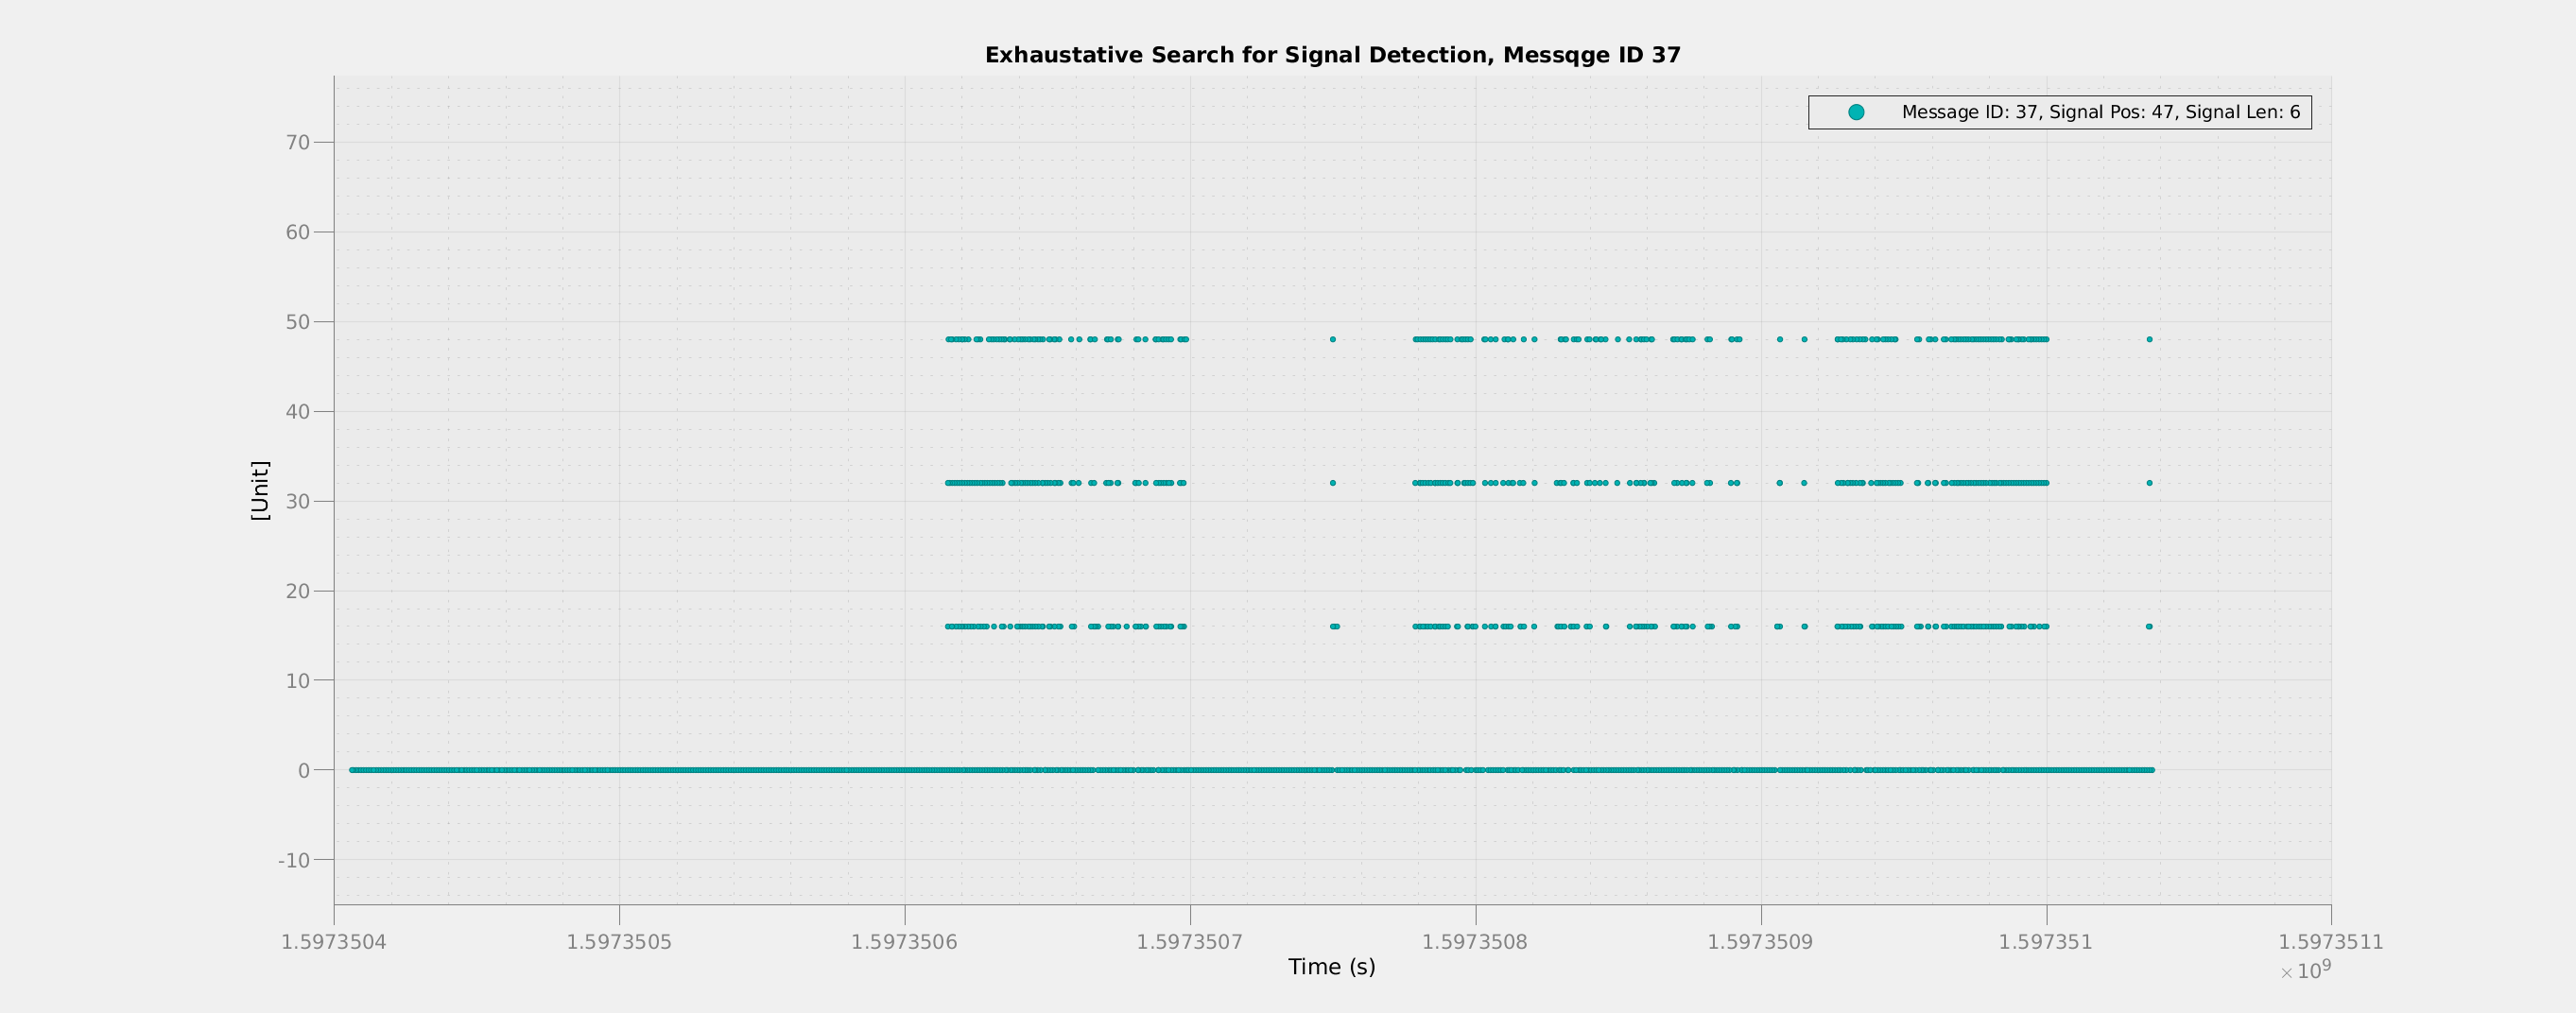 Exhaustative Search for Signal Detection, Messqge ID 37
Message ID: 37, Signal Pos: 47, Signal Len: 6
70
60
50
40
30
20
10
0
-10
[Unit]
1.5973504 1.5973505 1.5973506 1.5973507 1.5973508 1.5973509 1.597351 1.5973511
Time (s)
× 10⁹